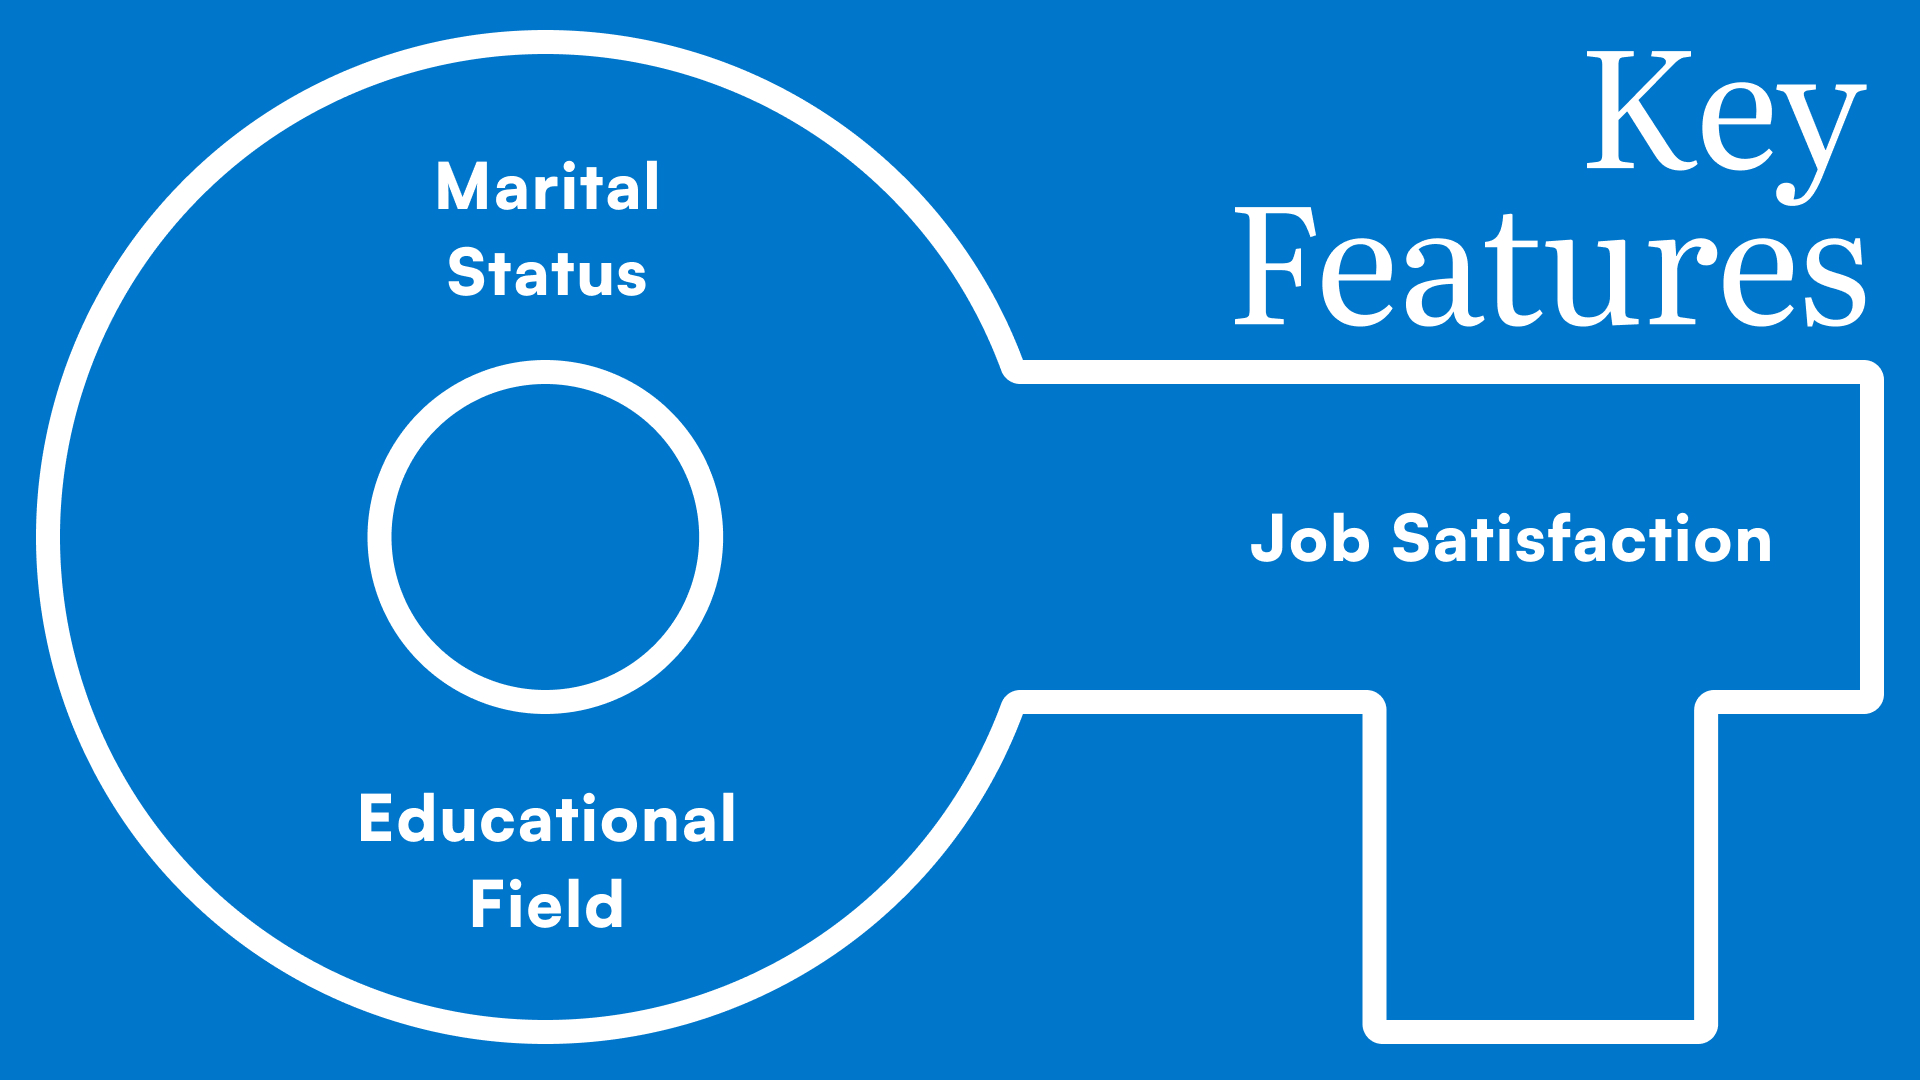 Key
Features
Marital
Status
Job Satisfaction
Educational
Field